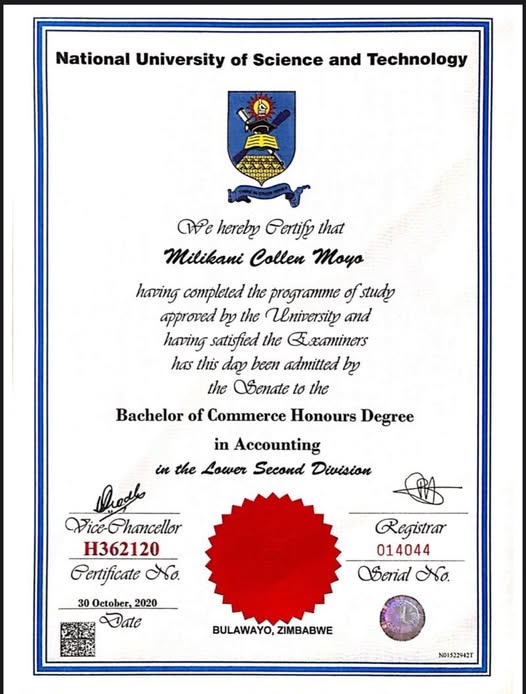 National University of Science and Technology
We hereby Certify that
Milikani Collen Moyo
having completed the programme of study
approved by the University and
having satisfied the Examiners
has this day been admitted by
the Senate to the
Bachelor of Commerce Honours Degree
in Accounting
in the Lower Second Division
Vice-Chancellor
Registrar
H362120
014044
Certificate No.
Serial No.
30 October, 2020
Date
BULAWAYO, ZIMBABWE
N01522942T